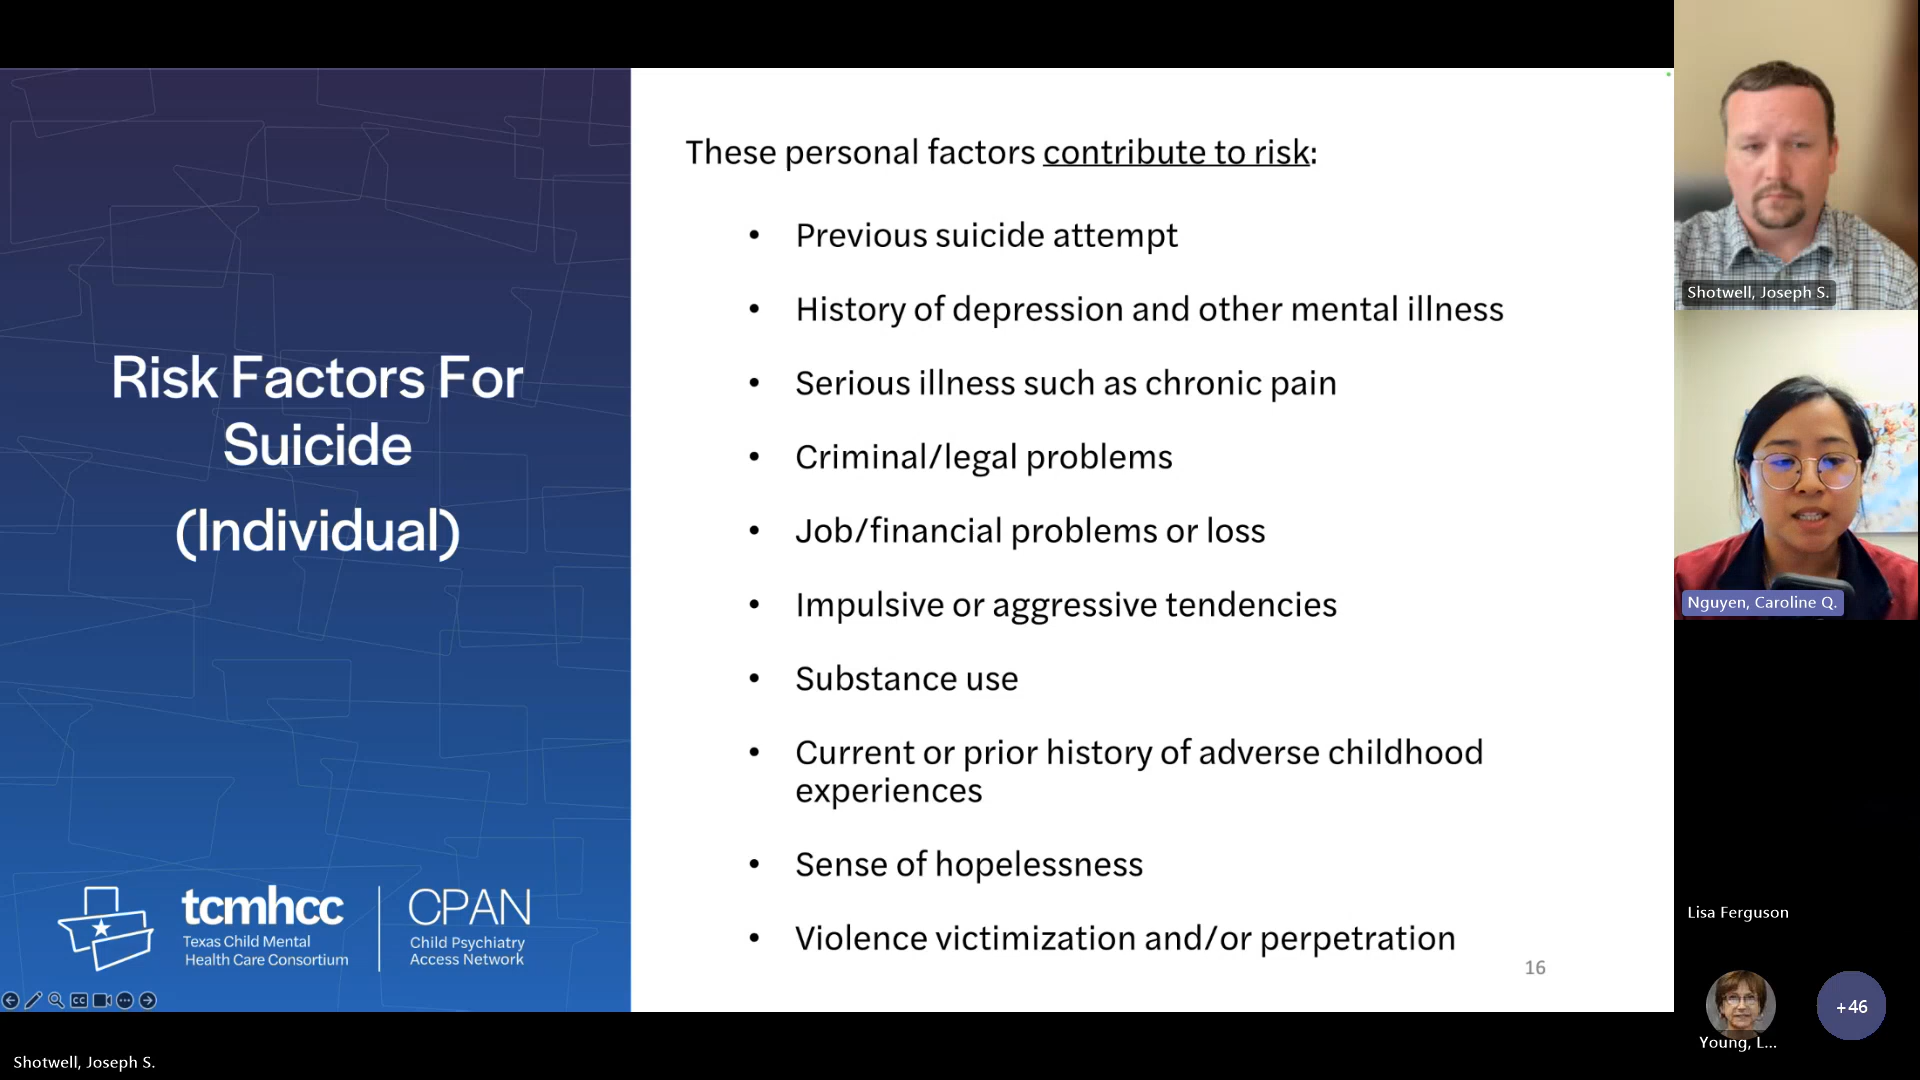 Risk Factors For
Suicide
(Individual)
tcmhcc
Texas Child Mental
Health Care Consortium
CPAN
Child Psychiatry
Access Network
These personal factors contribute to risk:
• Previous suicide attempt
• History of depression and other mental illness
• Serious illness such as chronic pain
• Criminal/legal problems
• Job/financial problems or loss
• Impulsive or aggressive tendencies
• Substance use
• Current or prior history of adverse childhood
experiences
• Sense of hopelessness
• Violence victimization and/or perpetration
16
CC
Shotwell, Joseph S.
Nguyen, Caroline Q.
Lisa Ferguson
Young, L...
+46
Shotwell, Joseph S.